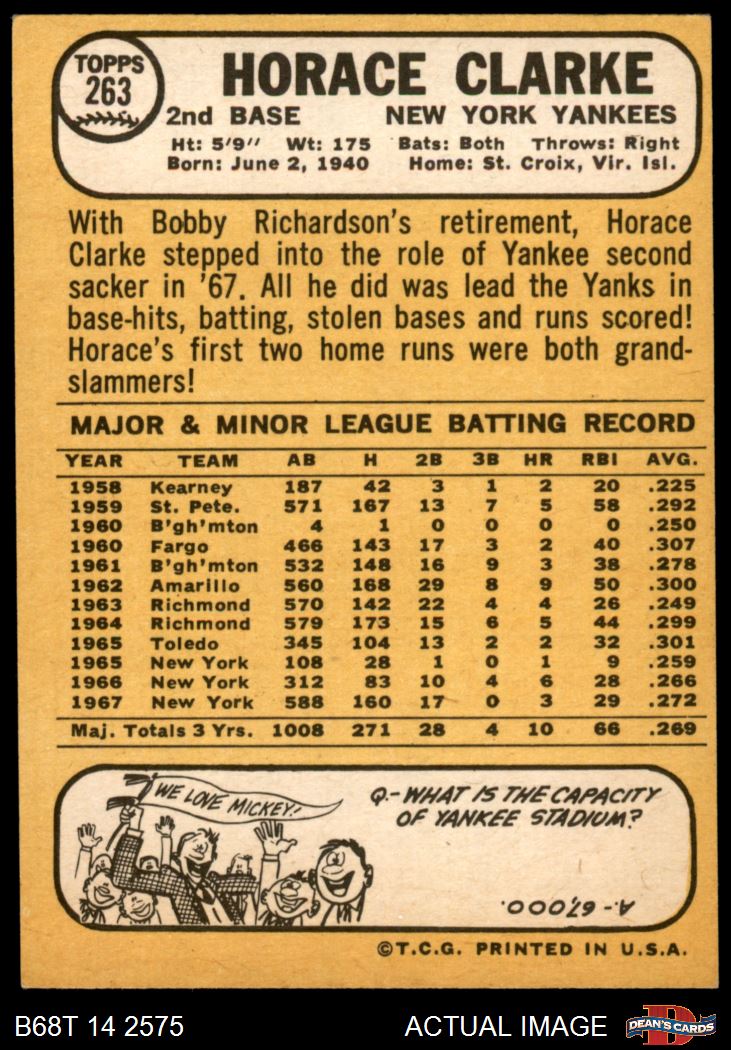 TOPPS
263
HORACE CLARKE
2nd BASE NEW YORK YANKEES
Ht: 5'9" Wt: 175 Bats: Both Throws: Right
Born: June 2, 1940 Home: St. Croix, Vir. Isl.
With Bobby Richardson's retirement, Horace
Clarke stepped into the role of Yankee second
sacker in '67. All he did was lead the Yanks in
base-hits, batting, stolen bases and runs scored!
Horace's first two home runs were both grand-
slammers!
MAJOR & MINOR LEAGUE BATTING RECORD
YEAR TEAM AB H 2B 3B HR RBI AVG.
1958 Kearney 187 42 3 1 2 20 .225
1959 St. Pete. 571 167 13 7 5 58 .292
1960 B'gh'mton 4 1 0 0 0 0 .250
1960 Fargo 466 143 17 3 2 40 .307
1961 B'gh'mton 532 148 16 9 3 38 .278
1962 Amarillo 560 168 29 8 9 50 .300
1963 Richmond 570 142 22 4 4 26 .249
1964 Richmond 579 173 15 6 5 44 .299
1965 Toledo 345 104 13 2 2 32 .301
1965 New York 108 28 1 0 1 9 .259
1966 New York 312 83 10 4 6 28 .266
1967 New York 588 160 17 0 3 29 .272
Maj. Totals 3 Yrs. 1008 271 28 4 10 66 .269
WE LOVE MICKEY!
Q.- WHAT IS THE CAPACITY
OF YANKEE STADIUM?
A.- 67,000.
©T.C.G. PRINTED IN U.S.A.
B68T 14 2575 ACTUAL IMAGE D DEAN'S CARDS